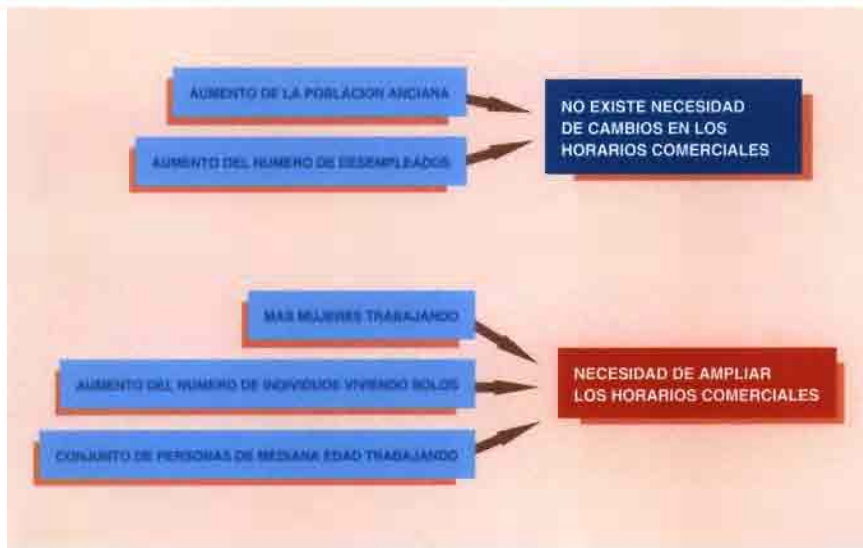 AUMENTO DE LA POBLACION ANCIANA
AUMENTO DEL NUMERO DE DESEMPLEADOS
NO EXISTE NECESIDAD
DE CAMBIOS EN LOS
HORARIOS COMERCIALES
MAS MUJERES TRABAJANDO
AUMENTO DEL NUMERO DE INDIVIDUOS VIVIENDO SOLOS
CONJUNTO DE PERSONAS DE MEDIANA EDAD TRABAJANDO
NECESIDAD DE AMPLIAR
LOS HORARIOS COMERCIALES